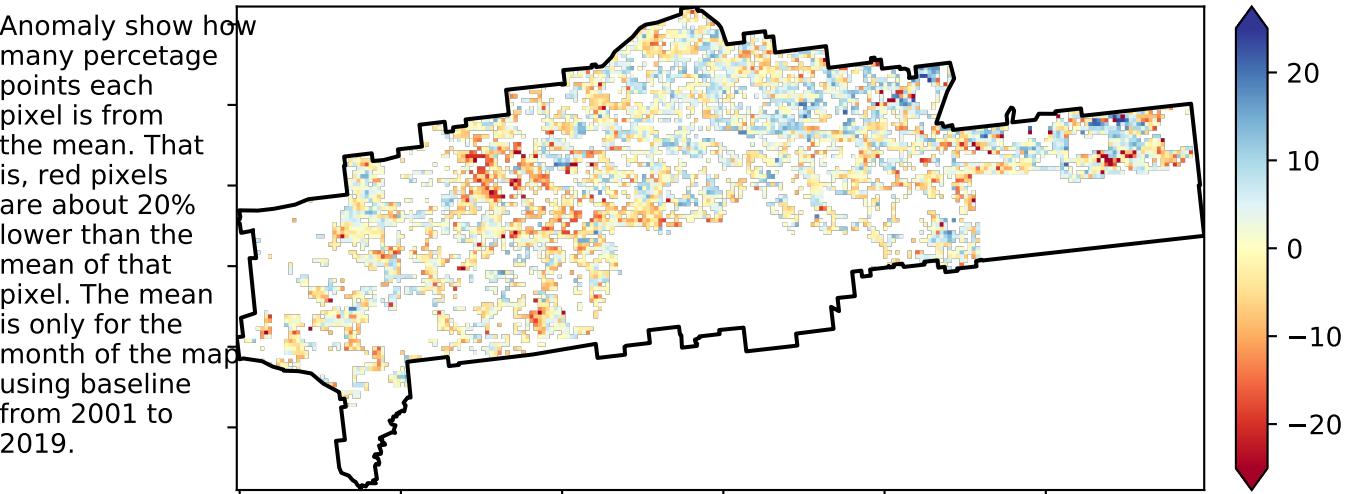 Anomaly show how
many percetage
points each
pixel is from
the mean. That
is, red pixels
are about 20%
lower than the
mean of that
pixel. The mean
is only for the
month of the map
using baseline
from 2001 to
2019.
20
10
0
−10
−20